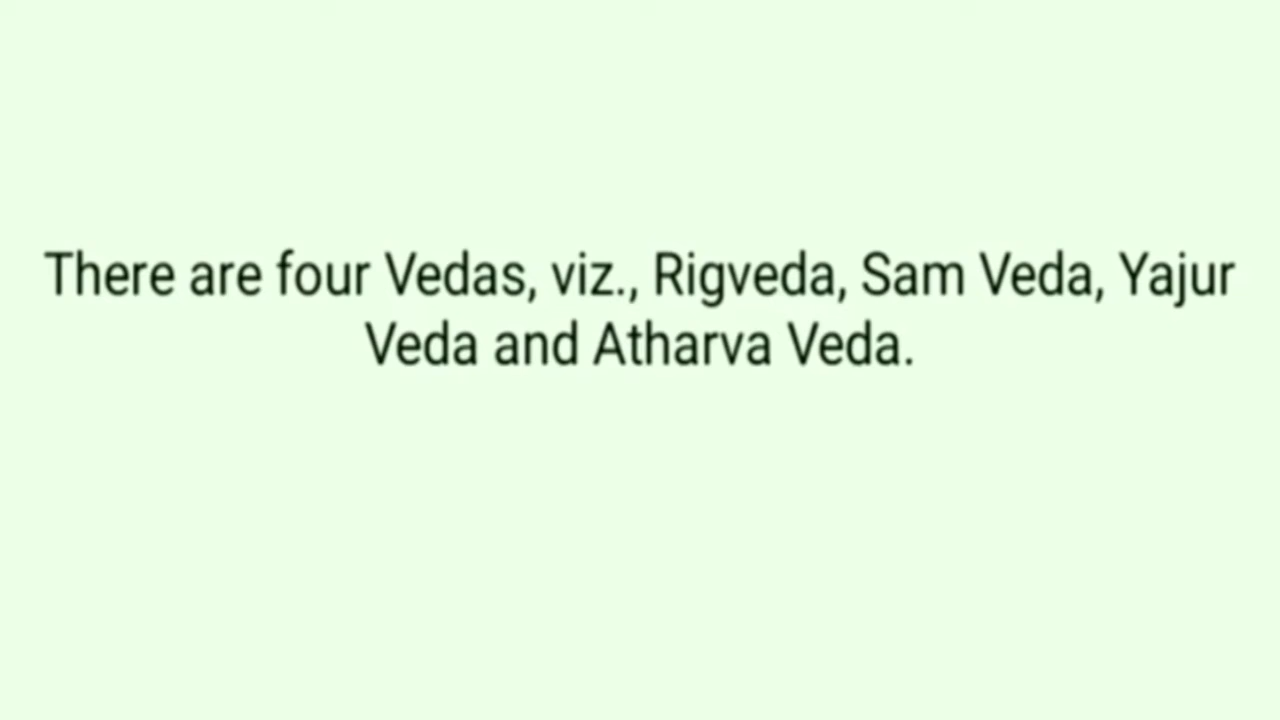 There are four Vedas, viz., Rigveda, Sam Veda, Yajur
Veda and Atharva Veda.